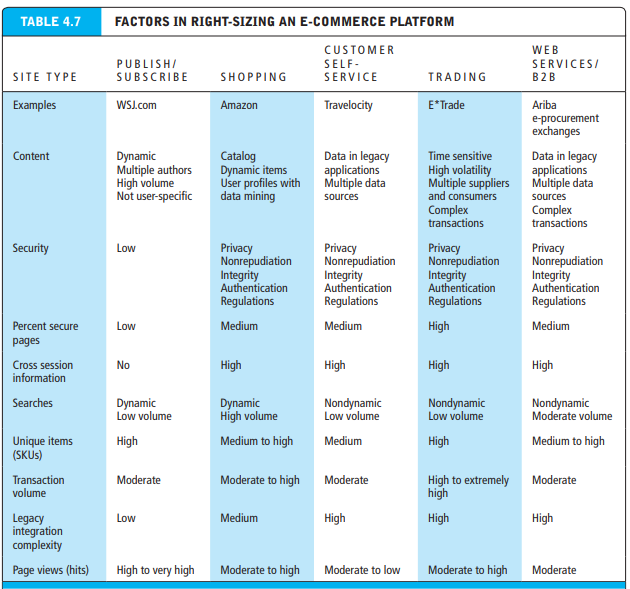 TABLE 4.7 FACTORS IN RIGHT-SIZING AN E-COMMERCE PLATFORM
SITE TYPE
PUBLISH/
SUBSCRIBE
SHOPPING
CUSTOMER
SELF-
SERVICE
TRADING
WEB
SERVICES/
B2B
Examples
WSJ.com
Amazon
Travelocity
E*Trade
Ariba
e-procurement
exchanges
Content
Dynamic
Multiple authors
High volume
Not user-specific
Catalog
Dynamic items
User profiles with
data mining
Data in legacy
applications
Multiple data
sources
Time sensitive
High volatility
Multiple suppliers
and consumers
Complex
transactions
Data in legacy
applications
Multiple data
sources
Complex
transactions
Security
Low
Privacy
Nonrepudiation
Integrity
Authentication
Regulations
Privacy
Nonrepudiation
Integrity
Authentication
Regulations
Privacy
Nonrepudiation
Integrity
Authentication
Regulations
Privacy
Nonrepudiation
Integrity
Authentication
Regulations
Percent secure
pages
Low
Medium
Medium
High
Medium
Cross session
information
No
High
High
High
High
Searches
Dynamic
Low volume
Dynamic
High volume
Nondynamic
Low volume
Nondynamic
Low volume
Nondynamic
Moderate volume
Unique items
(SKUs)
High
Medium to high
Medium
High
Medium to high
Transaction
volume
Moderate
Moderate to high
Moderate
High to extremely
high
Moderate
Legacy
integration
complexity
Low
Medium
High
High
High
Page views (hits)
High to very high
Moderate to high
Moderate to low
Moderate to high
Moderate